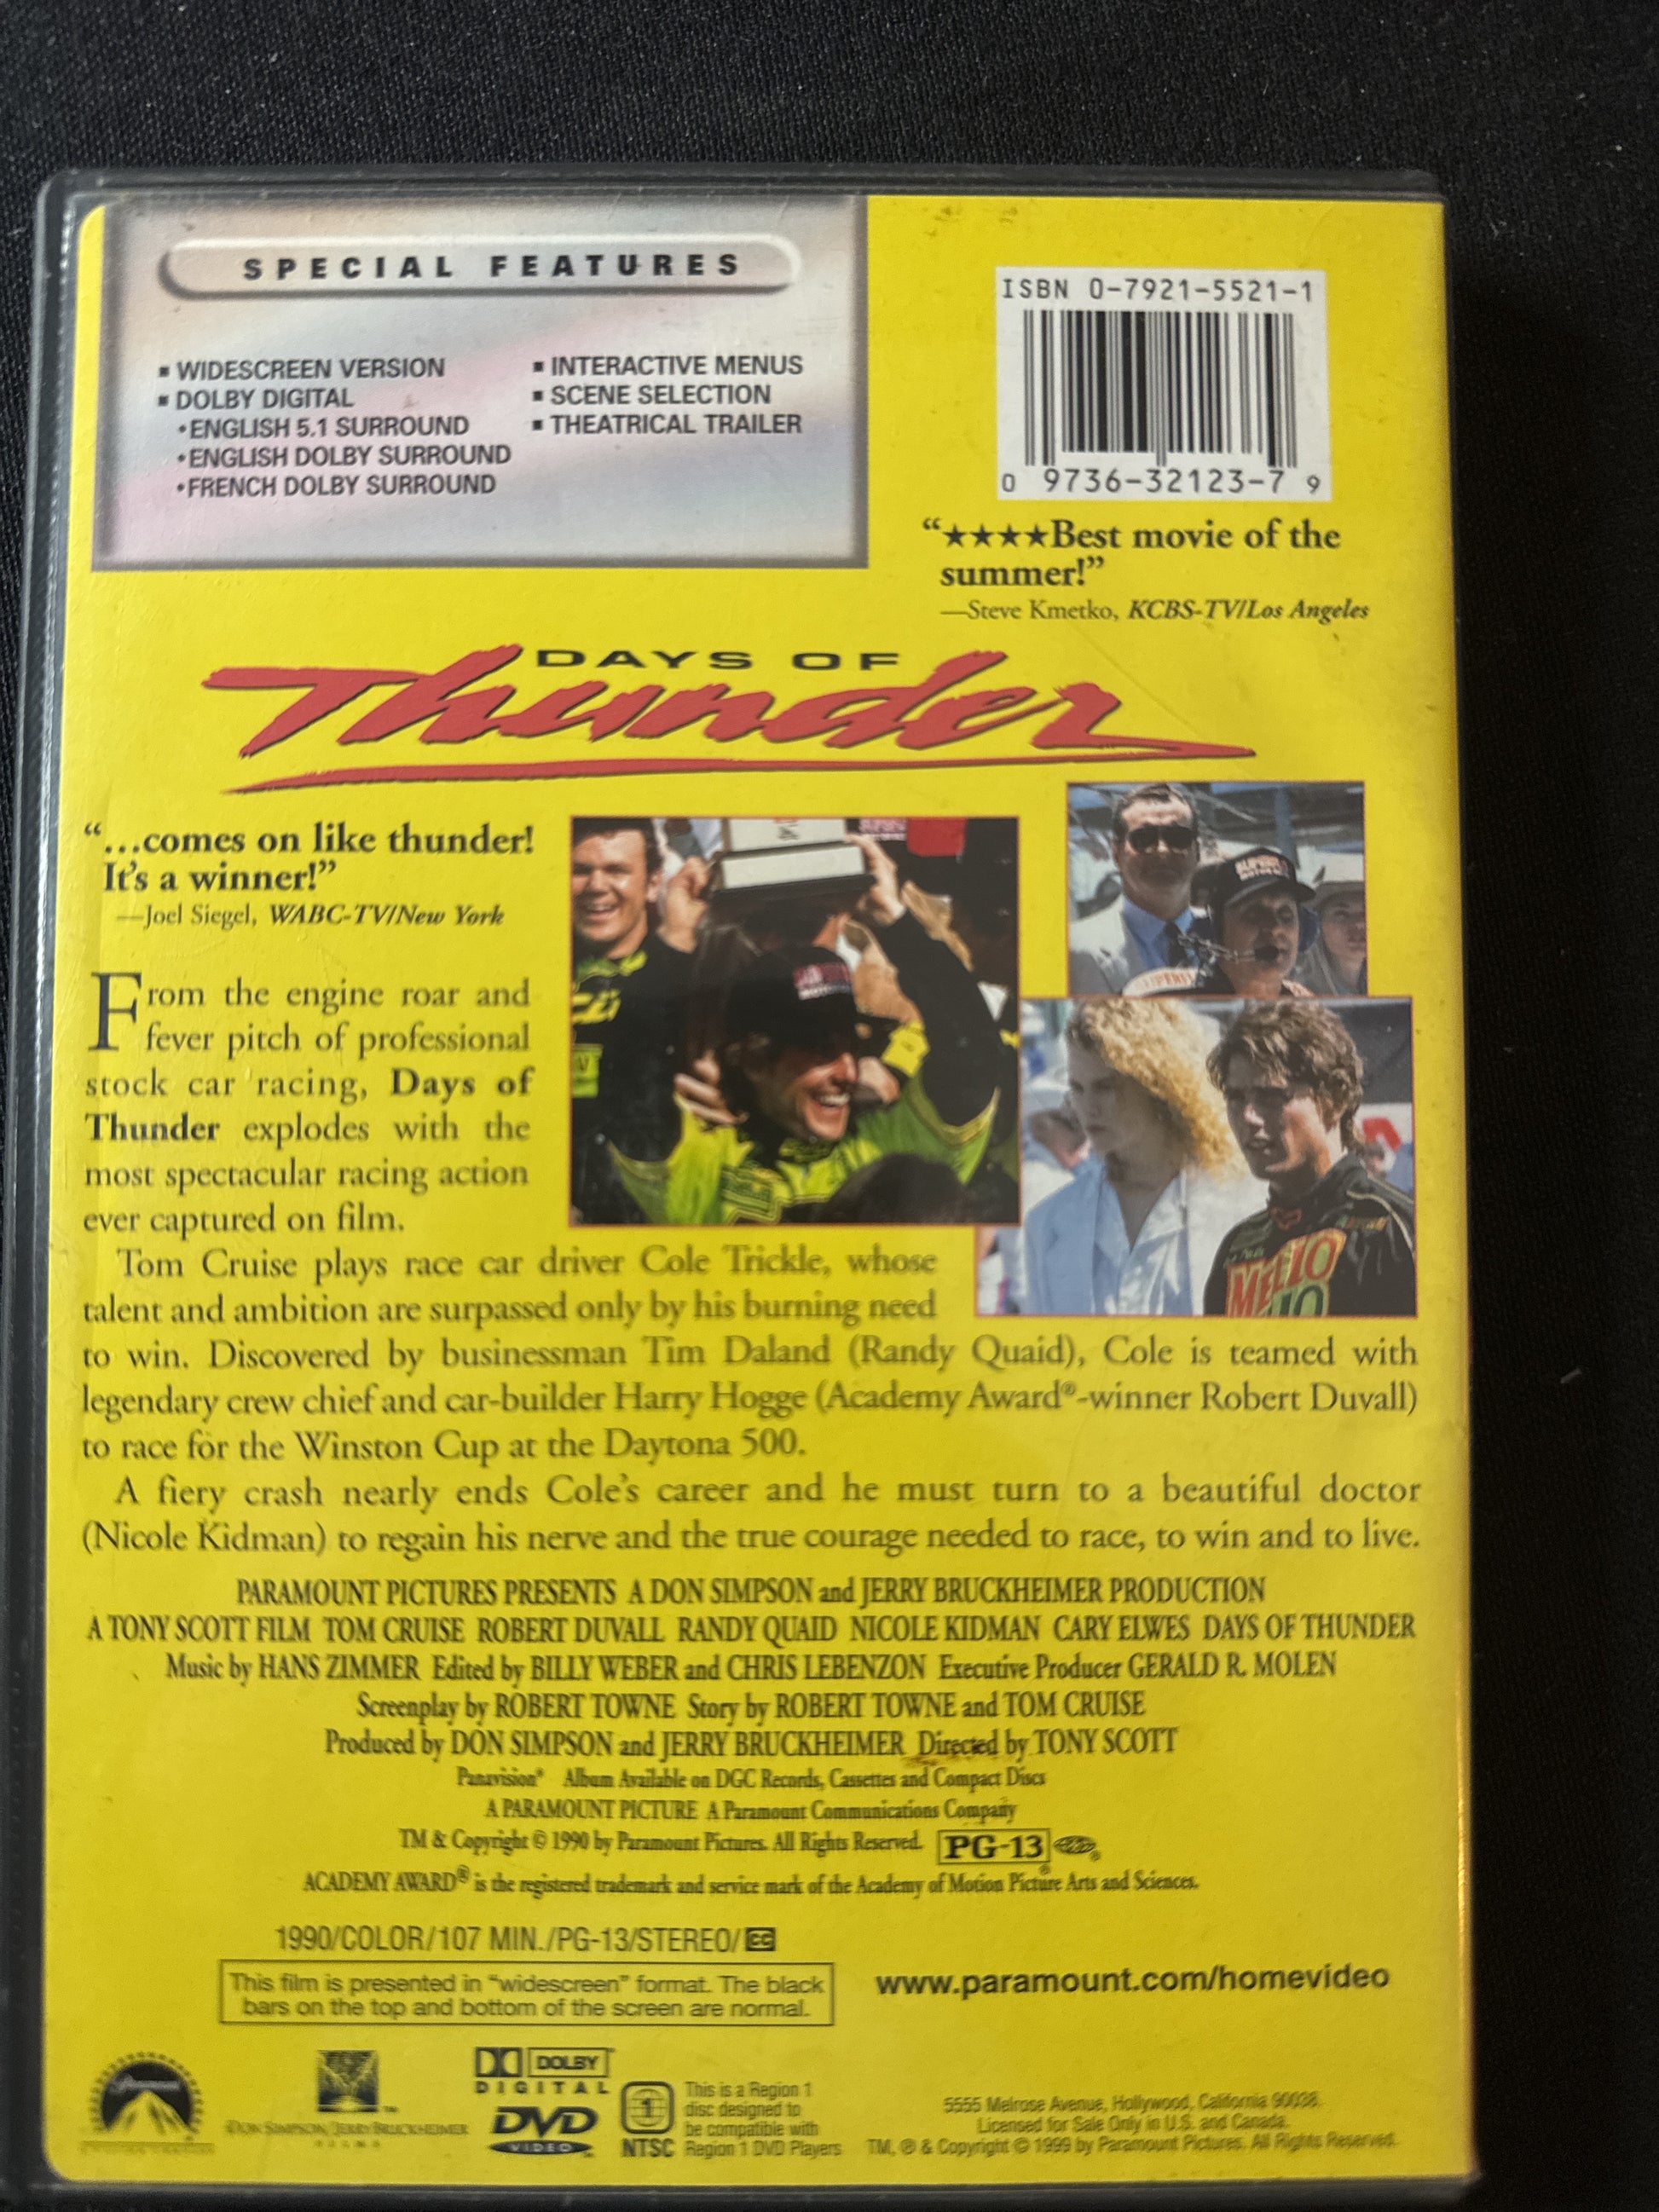 SPECIAL FEATURES
▪ WIDESCREEN VERSION
▪ DOLBY DIGITAL
•ENGLISH 5.1 SURROUND
•ENGLISH DOLBY SURROUND
•FRENCH DOLBY SURROUND
▪ INTERACTIVE MENUS
▪ SCENE SELECTION
▪ THEATRICAL TRAILER
ISBN 0-7921-5521-1
0 9736-32123-7 9
“★★★★Best movie of the
summer!”
—Steve Kmetko, KCBS-TV/Los Angeles
DAYS OF
Thunder
“...comes on like thunder!
It's a winner!”
—Joel Siegel, WABC-TV/New York
From the engine roar and
fever pitch of professional
stock car racing, Days of
Thunder explodes with the
most spectacular racing action
ever captured on film.
Tom Cruise plays race car driver Cole Trickle, whose
talent and ambition are surpassed only by his burning need
to win. Discovered by businessman Tim Daland (Randy Quaid), Cole is teamed with
legendary crew chief and car-builder Harry Hogge (Academy Award®-winner Robert Duvall)
to race for the Winston Cup at the Daytona 500.
A fiery crash nearly ends Cole's career and he must turn to a beautiful doctor
(Nicole Kidman) to regain his nerve and the true courage needed to race, to win and to live.
MELLO
PARAMOUNT PICTURES PRESENTS A DON SIMPSON and JERRY BRUCKHEIMER PRODUCTION
A TONY SCOTT FILM TOM CRUISE ROBERT DUVALL RANDY QUAID NICOLE KIDMAN CARY ELWES DAYS OF THUNDER
Music by HANS ZIMMER Edited by BILLY WEBER and CHRIS LEBENZON Executive Producer GERALD R. MOLEN
Screenplay by ROBERT TOWNE Story by ROBERT TOWNE and TOM CRUISE
Produced by DON SIMPSON and JERRY BRUCKHEIMER Directed by TONY SCOTT
Panavision® Album Available on DGC Records, Cassettes and Compact Discs
A PARAMOUNT PICTURE A Paramount Communications Company
TM & Copyright © 1990 by Paramount Pictures. All Rights Reserved. PG-13
ACADEMY AWARD® is the registered trademark and service mark of the Academy of Motion Picture Arts and Sciences.
1990/COLOR/107 MIN./PG-13/STEREO/CC
This film is presented in “widescreen” format. The black
bars on the top and bottom of the screen are normal.
www.paramount.com/homevideo
Paramount
DON SIMPSON/JERRY BRUCKHEIMER
FILMS
DOLBY
DIGITAL
DVD
VIDEO
1
NTSC
This is a Region 1
disc designed to
be compatible with
Region 1 DVD Players
5555 Melrose Avenue, Hollywood, California 90038.
Licensed for Sale Only in U.S. and Canada.
TM, ® & Copyright © 1999 by Paramount Pictures. All Rights Reserved.